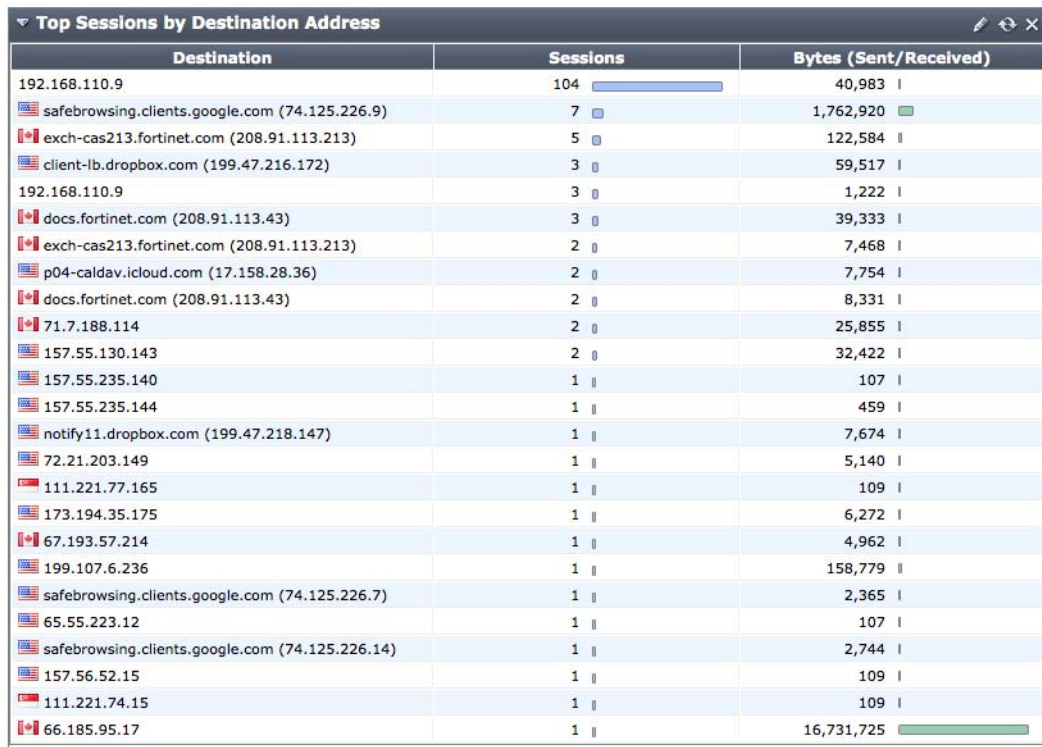 Top Sessions by Destination Address
Destination Sessions Bytes (Sent/Received)
192.168.110.9 104 40,983
safebrowsing.clients.google.com (74.125.226.9) 7 1,762,920
exch-cas213.fortinet.com (208.91.113.213) 5 122,584
client-lb.dropbox.com (199.47.216.172) 3 59,517
192.168.110.9 3 1,222
docs.fortinet.com (208.91.113.43) 3 39,333
exch-cas213.fortinet.com (208.91.113.213) 2 7,468
p04-caldav.icloud.com (17.158.28.36) 2 7,754
docs.fortinet.com (208.91.113.43) 2 8,331
71.7.188.114 2 25,855
157.55.130.143 2 32,422
157.55.235.140 1 107
157.55.235.144 1 459
notify11.dropbox.com (199.47.218.147) 1 7,674
72.21.203.149 1 5,140
111.221.77.165 1 109
173.194.35.175 1 6,272
67.193.57.214 1 4,962
199.107.6.236 1 158,779
safebrowsing.clients.google.com (74.125.226.7) 1 2,365
65.55.223.12 1 107
safebrowsing.clients.google.com (74.125.226.14) 1 2,744
157.56.52.15 1 109
111.221.74.15 1 109
66.185.95.17 1 16,731,725